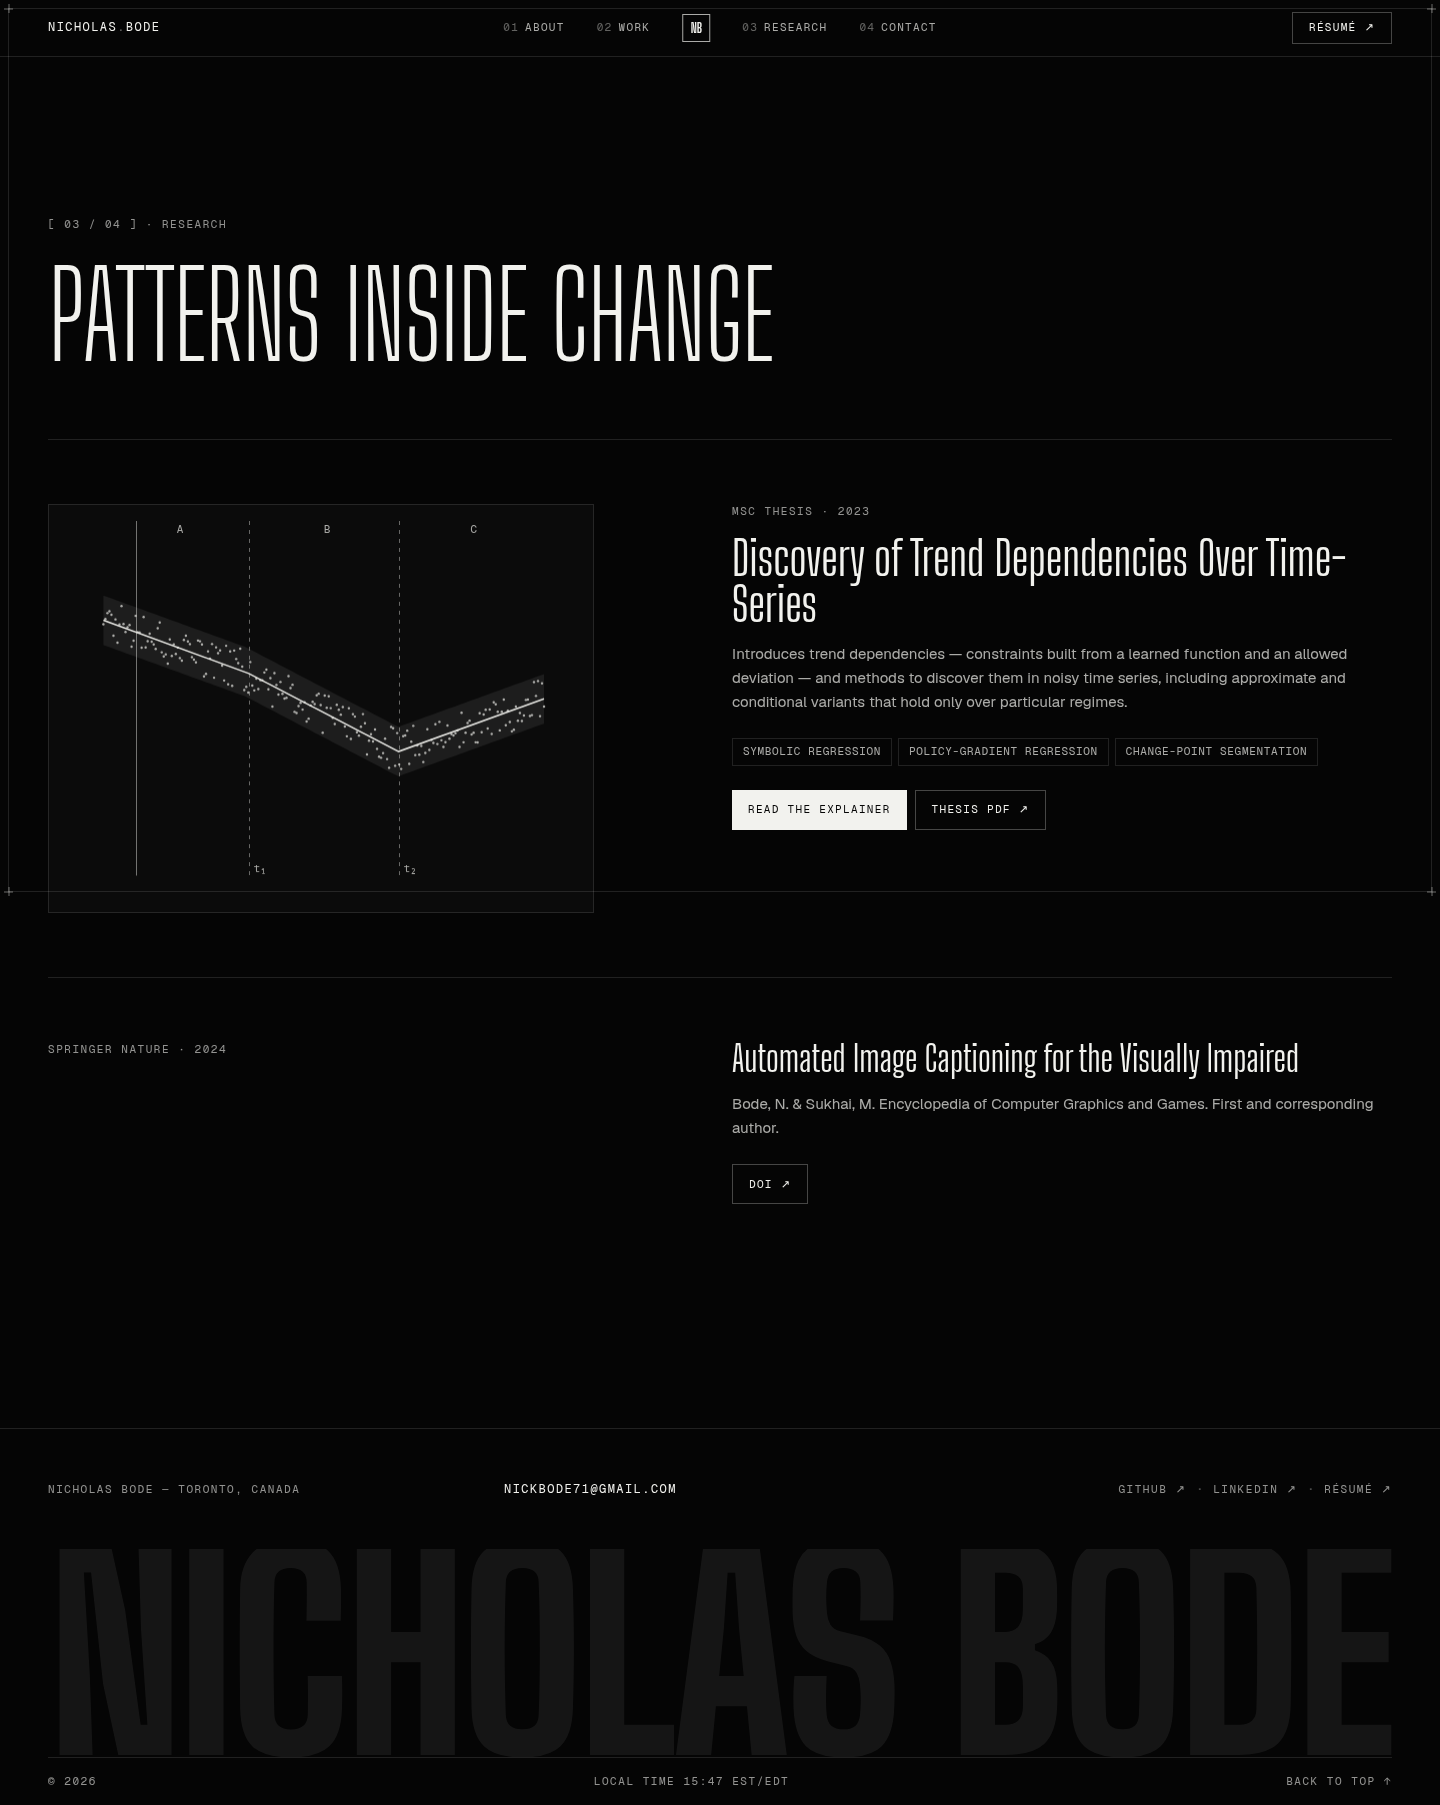 NICHOLAS.BODE
01 ABOUT
02 WORK
NB
03 RESEARCH
04 CONTACT
RÉSUMÉ ↗
[ 03 / 04 ] · RESEARCH
PATTERNS INSIDE CHANGE
A
B
C
t₁
t₂
MSC THESIS · 2023
Discovery of Trend Dependencies Over Time-
Series
Introduces trend dependencies — constraints built from a learned function and an allowed
deviation — and methods to discover them in noisy time series, including approximate and
conditional variants that hold only over particular regimes.
SYMBOLIC REGRESSION
POLICY-GRADIENT REGRESSION
CHANGE-POINT SEGMENTATION
READ THE EXPLAINER
THESIS PDF ↗
SPRINGER NATURE · 2024
Automated Image Captioning for the Visually Impaired
Bode, N. & Sukhai, M. Encyclopedia of Computer Graphics and Games. First and corresponding
author.
DOI ↗
NICHOLAS BODE — TORONTO, CANADA
NICKBODE71@GMAIL.COM
GITHUB ↗ · LINKEDIN ↗ · RÉSUMÉ ↗
NICHOLAS BODE
© 2026
LOCAL TIME 15:47 EST/EDT
BACK TO TOP ↑